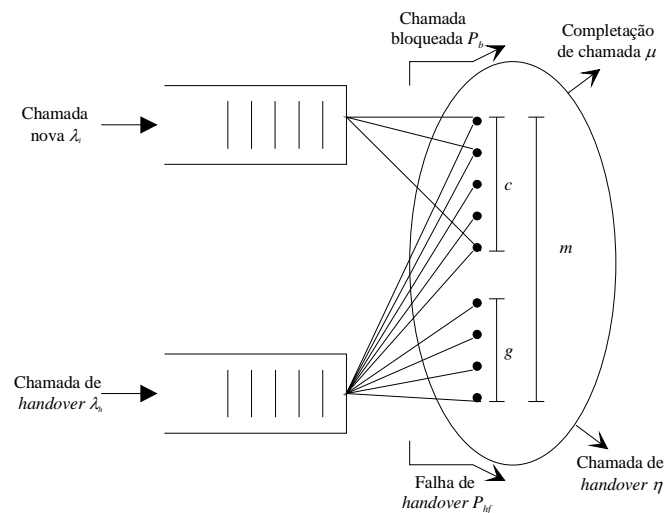 Chamada
bloqueada P_b
Completação
de chamada μ
Chamada
nova λ_i
c
m
g
Chamada de
handover λ_h
Falha de
handover P_hf
Chamada de
handover η